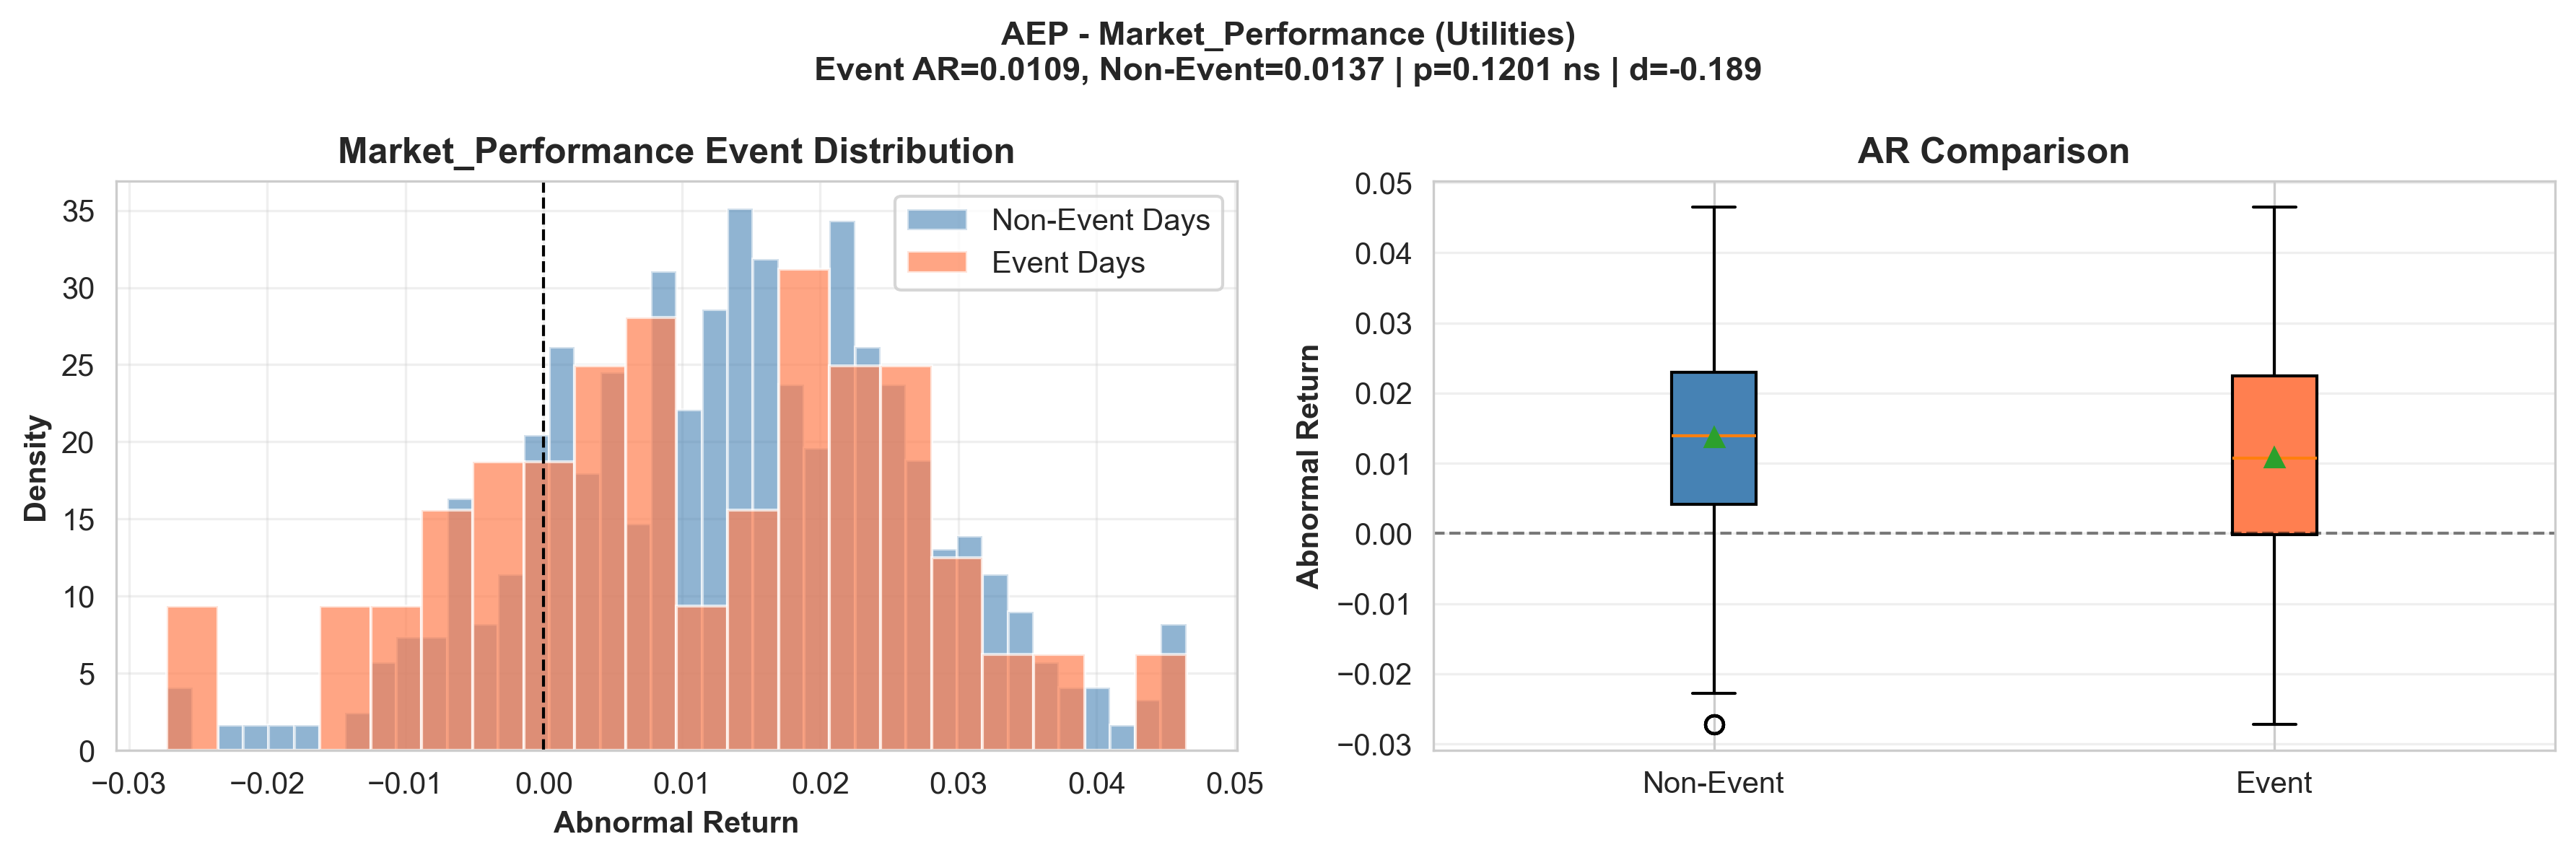 AEP - Market_Performance (Utilities)
Event AR=0.0109, Non-Event=0.0137 | p=0.1201 ns | d=-0.189
Market_Performance Event Distribution
Density
35
30
25
20
15
10
5
0
−0.03
−0.02
−0.01
0.00
0.01
0.02
0.03
0.04
0.05
Abnormal Return
Non-Event Days
Event Days
AR Comparison
Abnormal Return
0.05
0.04
0.03
0.02
0.01
0.00
−0.01
−0.02
−0.03
Non-Event
Event